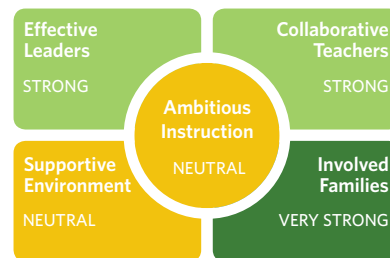 Effective
Leaders
STRONG
Collaborative
Teachers
STRONG
Ambitious
Instruction
NEUTRAL
Supportive
Environment
NEUTRAL
Involved
Families
VERY STRONG